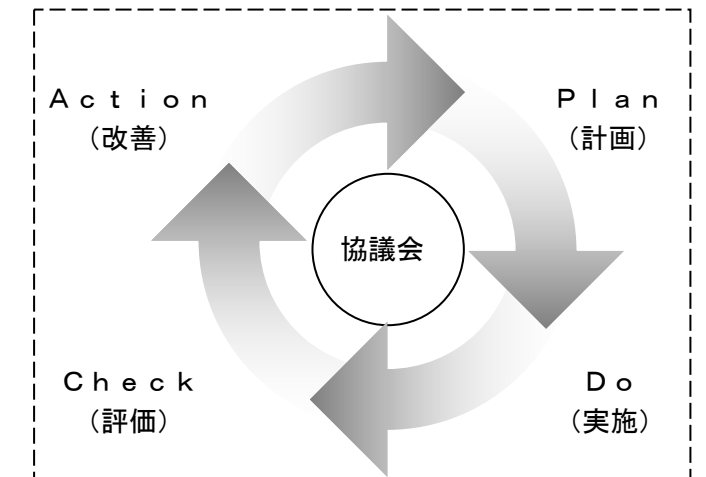 Ａｃｔｉｏｎ
（改善）
Ｐｌａｎ
（計画）
協議会
Ｃｈｅｃｋ
（評価）
Ｄｏ
（実施）